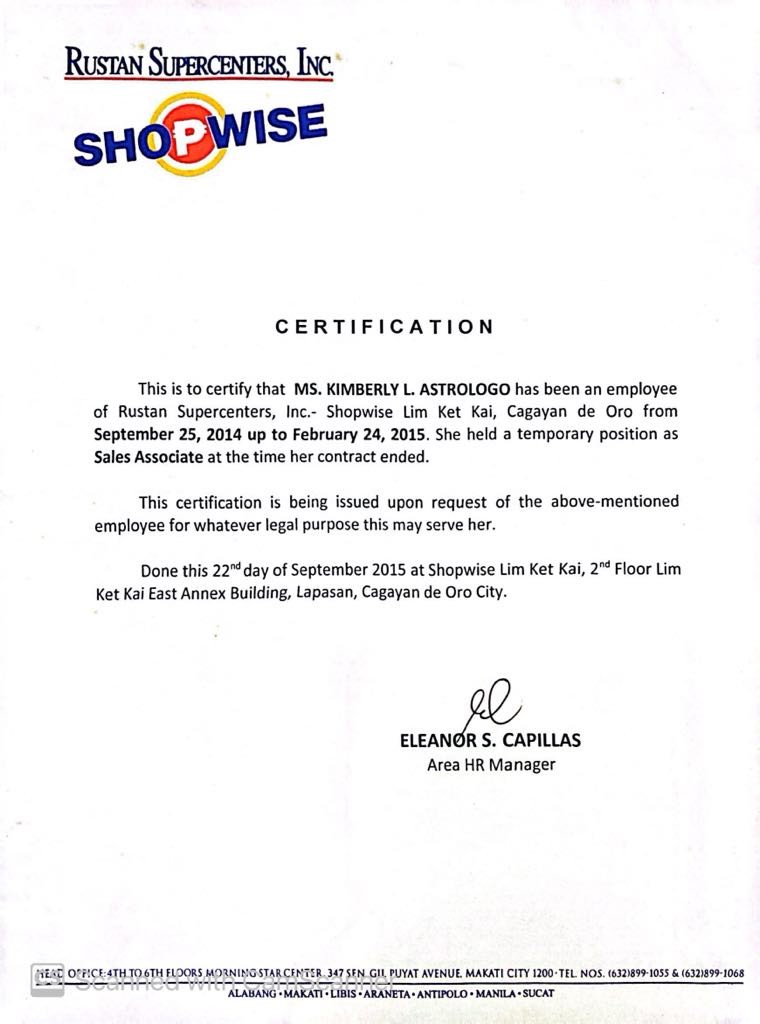 RUSTAN SUPERCENTERS, INC.
SHOPWISE
CERTIFICATION
This is to certify that MS. KIMBERLY L. ASTROLOGO has been an employee
of Rustan Supercenters, Inc.- Shopwise Lim Ket Kai, Cagayan de Oro from
September 25, 2014 up to February 24, 2015. She held a temporary position as
Sales Associate at the time her contract ended.
This certification is being issued upon request of the above-mentioned
employee for whatever legal purpose this may serve her.
Done this 22nd day of September 2015 at Shopwise Lim Ket Kai, 2nd Floor Lim
Ket Kai East Annex Building, Lapasan, Cagayan de Oro City.
ELEANOR S. CAPILLAS
Area HR Manager
HEAD OFFICE: 4TH TO 6TH FLOORS MORNING STAR CENTER, 347 SEN. GIL PUYAT AVENUE, MAKATI CITY 1200 · TEL. NOS. (632)899-1055 & (632)899-1068
CS Scanned with CamScanner
ALABANG · MAKATI · LIBIS · ARANETA · ANTIPOLO · MANILA · SUCAT